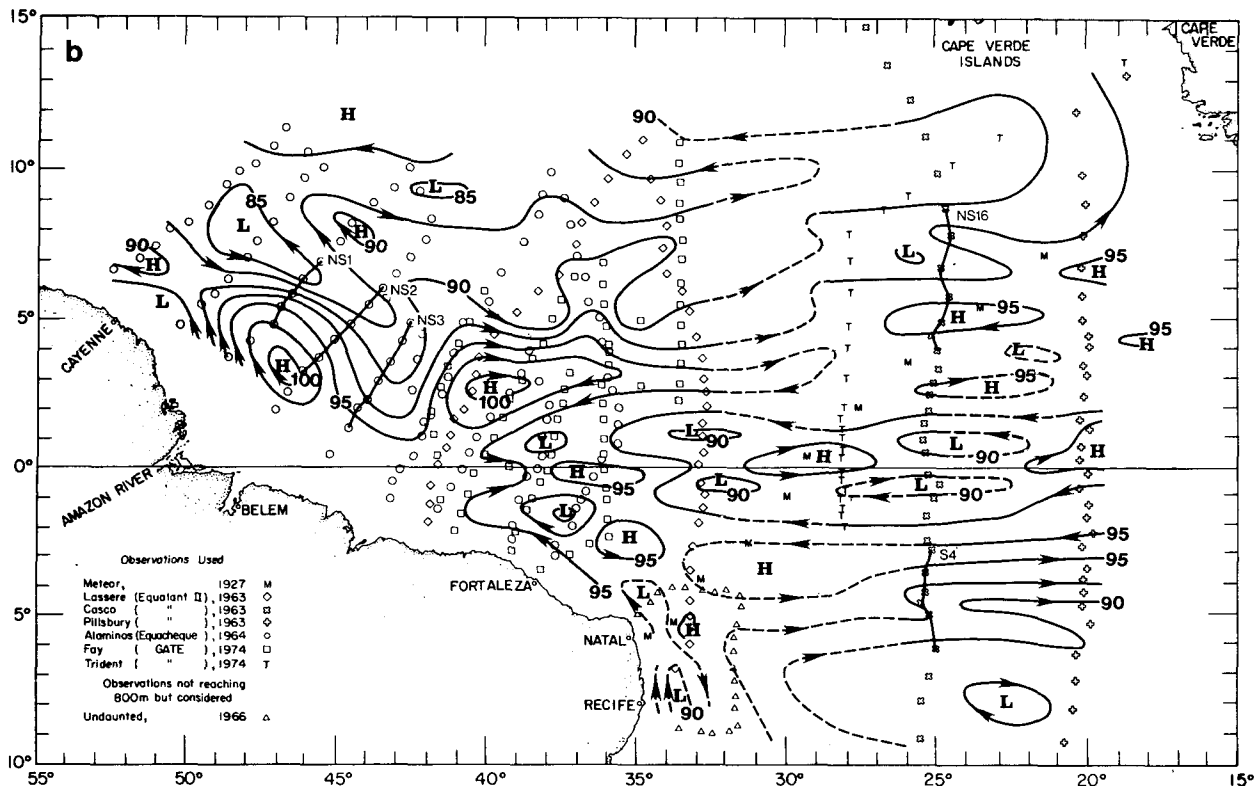 b
15°
10°
5°
0°
5°
10°
55°
50°
45°
40°
35°
30°
25°
20°
15°
CAPE VERDE ISLANDS
CAPE VERDE
H
90
85
L
L
85
H
90
90
H
L
NS1
NS2
NS3
90
H
100
95
H
100
L
H
95
L
H
95
95
L
90
H
L
90
H
NS16
L
95
H
95
H
L
95
H
95
L
90
H
L
90
S4
95
95
90
H
L
H
L
90
L
CAYENNE
AMAZON RIVER
BELEM
FORTALEZA
NATAL
RECIFE
Observations Used
Meteor, 1927 M
Lassere (Equalant II), 1963 ◇
Casco ( " ), 1963
Pillsbury ( " ), 1963
Alaminos (Equacheque), 1964 ○
Fay ( GATE ), 1974 □
Trident ( " ), 1974 T
Observations not reaching
800m but considered
Undaunted, 1966 △